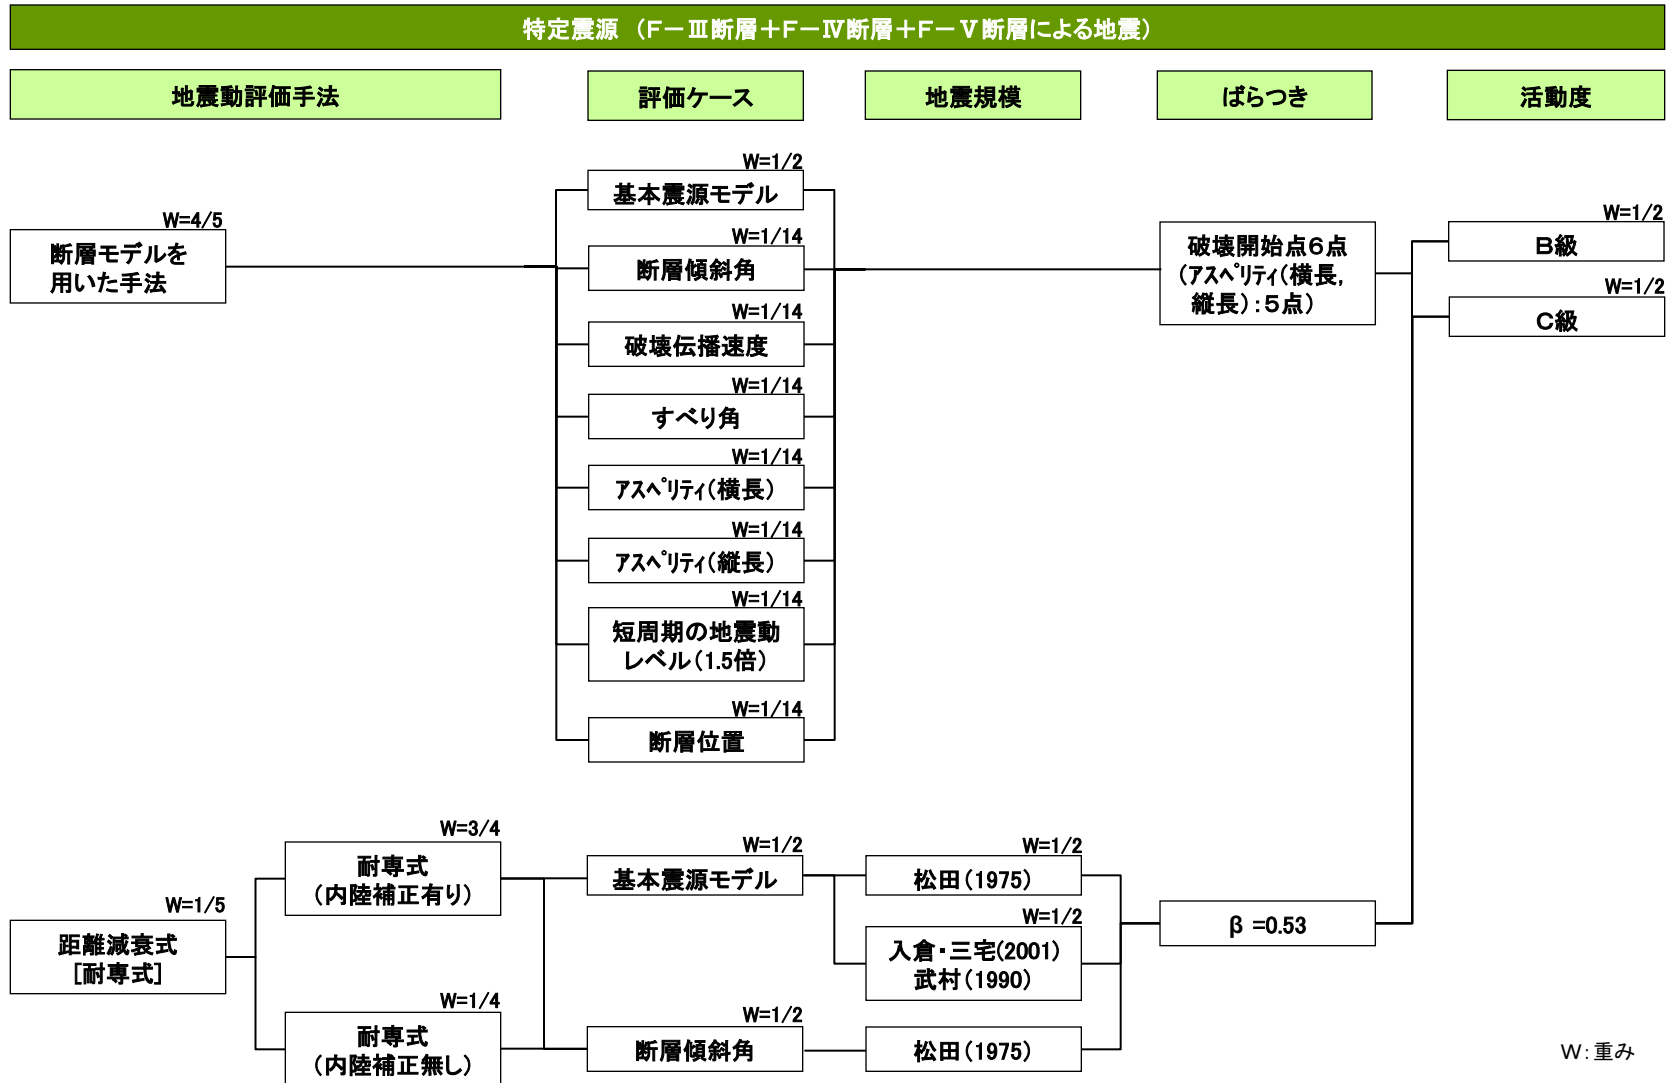 特定震源 (F-Ⅲ断層+F-Ⅳ断層+F-Ⅴ断層による地震)
地震動評価手法
評価ケース
地震規模
ばらつき
活動度
W=4/5
断層モデルを
用いた手法
W=1/2
基本震源モデル
W=1/14
断層傾斜角
W=1/14
破壊伝播速度
W=1/14
すべり角
W=1/14
アスペリティ(横長)
W=1/14
アスペリティ(縦長)
W=1/14
短周期の地震動
レベル(1.5倍)
W=1/14
断層位置
破壊開始点6点
(アスペリティ(横長,
縦長):5点)
W=1/2
B級
W=1/2
C級
W=1/5
距離減衰式
[耐専式]
W=3/4
耐専式
(内陸補正有り)
W=1/4
耐専式
(内陸補正無し)
W=1/2
基本震源モデル
W=1/2
断層傾斜角
W=1/2
松田(1975)
W=1/2
入倉・三宅(2001)
武村(1990)
松田(1975)
β=0.53
W:重み